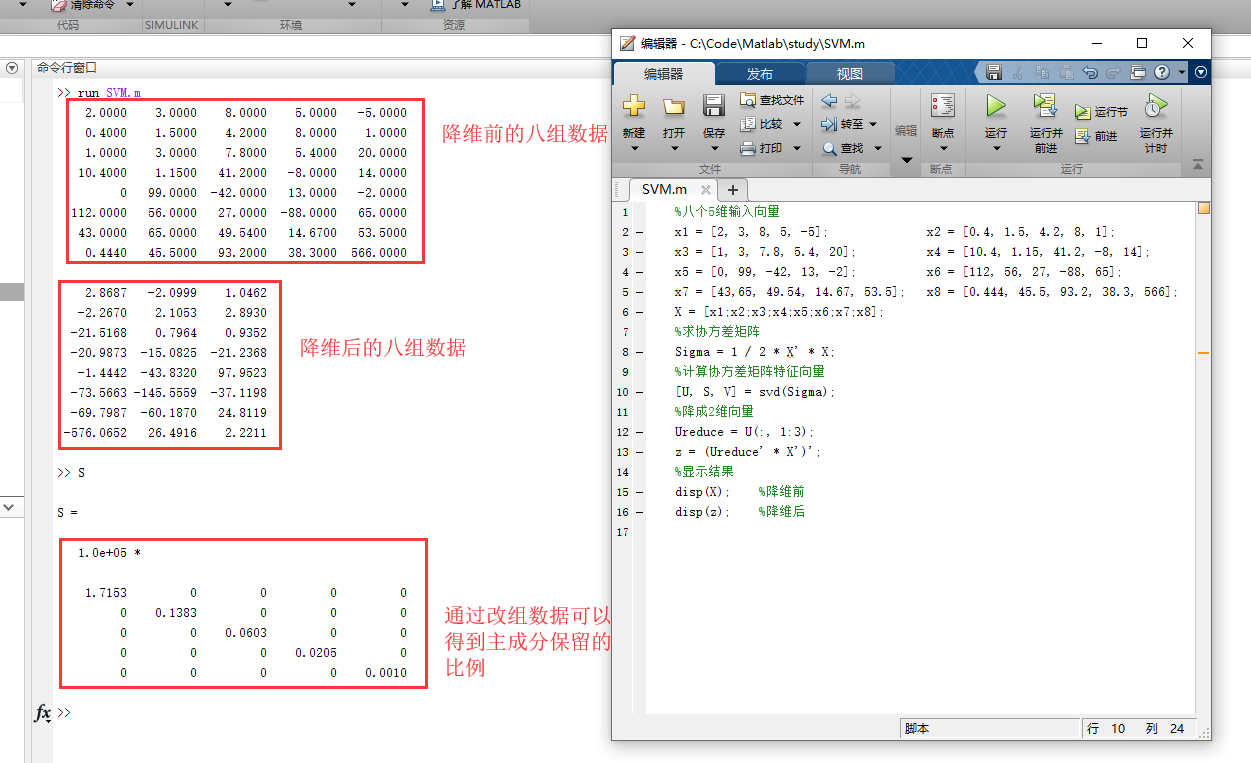 清除命令
了解 MATLAB
代码
SIMULINK
环境
资源
命令行窗口
>> run SVM.m
2.0000 3.0000 8.0000 5.0000 -5.0000
0.4000 1.5000 4.2000 8.0000 1.0000
1.0000 3.0000 7.8000 5.4000 20.0000
10.4000 1.1500 41.2000 -8.0000 14.0000
0 99.0000 -42.0000 13.0000 -2.0000
112.0000 56.0000 27.0000 -88.0000 65.0000
43.0000 65.0000 49.5400 14.6700 53.5000
0.4440 45.5000 93.2000 38.3000 566.0000
降维前的八组数据
2.8687 -2.0999 1.0462
-2.2670 2.1053 2.8930
-21.5168 0.7964 0.9352
-20.9873 -15.0825 -21.2368
-1.4442 -43.8320 97.9523
-73.5663 -145.5559 -37.1198
-69.7987 -60.1870 24.8119
-576.0652 26.4916 2.2211
降维后的八组数据
>> S
S =
1.0e+05 *
1.7153 0 0 0 0
0 0.1383 0 0 0
0 0 0.0603 0 0
0 0 0 0.0205 0
0 0 0 0 0.0010
通过改组数据可以
得到主成分保留的
比例
fx >>
编辑器 - C:\Code\Matlab\study\SVM.m
编辑器 发布 视图
新建
打开
保存
查找文件
比较
打印
文件
转至
查找
导航
编辑
断点
断点
运行
运行并
前进
运行节
前进
运行并
计时
运行
SVM.m
1 %八个5维输入向量
2 – x1 = [2, 3, 8, 5, -5]; x2 = [0.4, 1.5, 4.2, 8, 1];
3 – x3 = [1, 3, 7.8, 5.4, 20]; x4 = [10.4, 1.15, 41.2, -8, 14];
4 – x5 = [0, 99, -42, 13, -2]; x6 = [112, 56, 27, -88, 65];
5 – x7 = [43,65, 49.54, 14.67, 53.5]; x8 = [0.444, 45.5, 93.2, 38.3, 566];
6 – X = [x1;x2;x3;x4;x5;x6;x7;x8];
7 %求协方差矩阵
8 – Sigma = 1 / 2 * X' * X;
9 %计算协方差矩阵特征向量
10 – [U, S, V] = svd(Sigma);
11 %降成2维向量
12 – Ureduce = U(:, 1:3);
13 – z = (Ureduce' * X')';
14 %显示结果
15 – disp(X); %降维前
16 – disp(z); %降维后
17
脚本
行 10 列 24